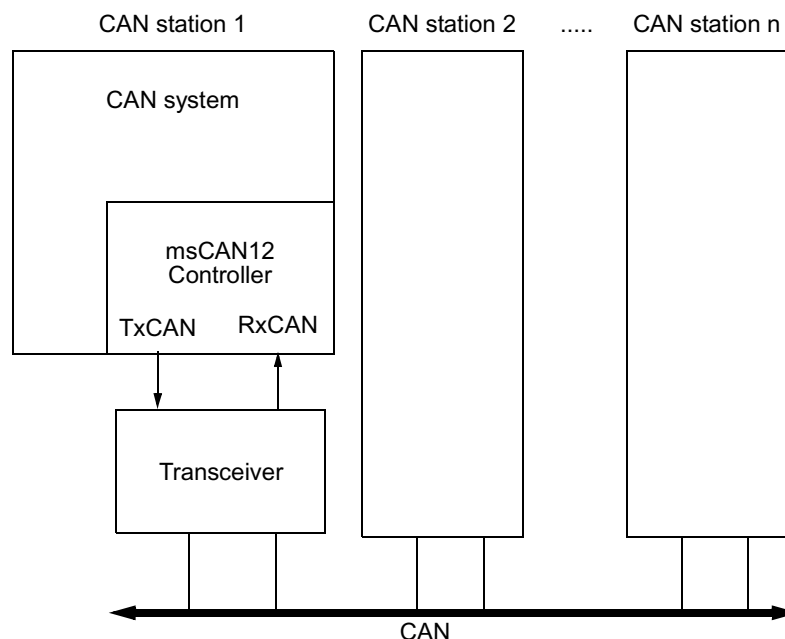 CAN station 1
CAN station 2
.....
CAN station n
CAN system
msCAN12
Controller
TxCAN
RxCAN
Transceiver
CAN